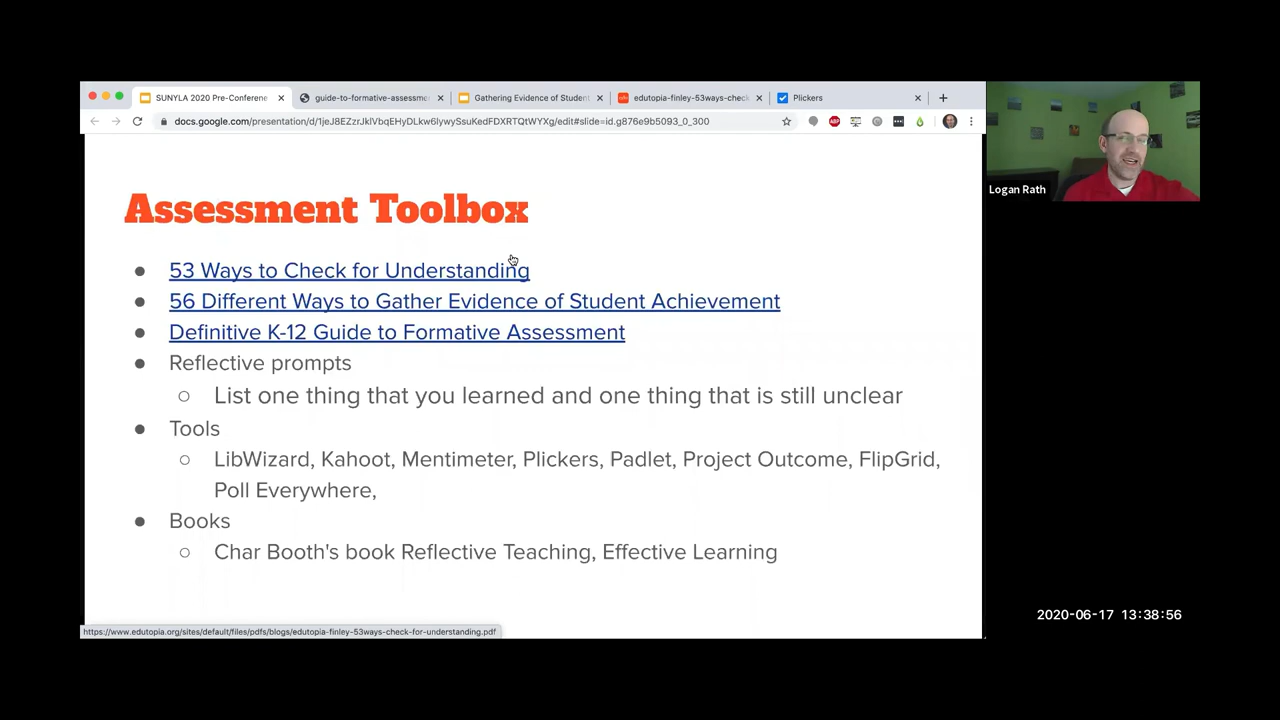 SUNYLA 2020 Pre-Conferenc
guide-to-formative-assessme
Gathering Evidence of Student
edutopia-finley-53ways-check-
Plickers
docs.google.com/presentation/d/1jeJ8EZzrJklVbqEHyDLkw6lywySsuKedFDXRTQtWYXg/edit#slide=id.g876e9b5093_0_300
ABP
Logan Rath
Assessment Toolbox
● 53 Ways to Check for Understanding
● 56 Different Ways to Gather Evidence of Student Achievement
● Definitive K-12 Guide to Formative Assessment
● Reflective prompts
○ List one thing that you learned and one thing that is still unclear
● Tools
○ LibWizard, Kahoot, Mentimeter, Plickers, Padlet, Project Outcome, FlipGrid,
Poll Everywhere,
● Books
○ Char Booth's book Reflective Teaching, Effective Learning
2020-06-17 13:38:56
https://www.edutopia.org/sites/default/files/pdfs/blogs/edutopia-finley-53ways-check-for-understanding.pdf